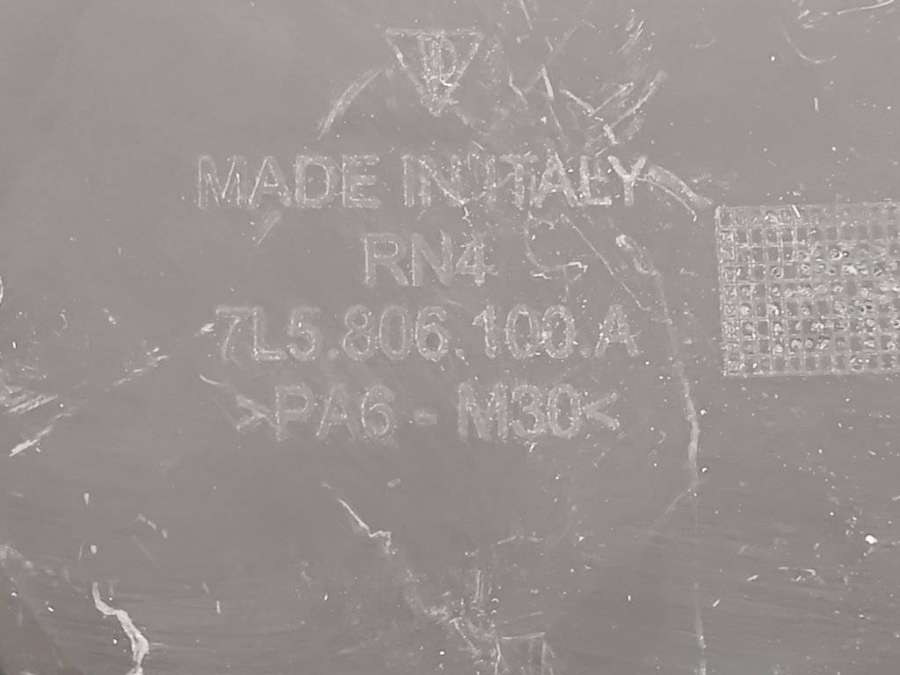 MADE IN ITALY
RN4
7L5.806.100.A
>PA6 - M30<